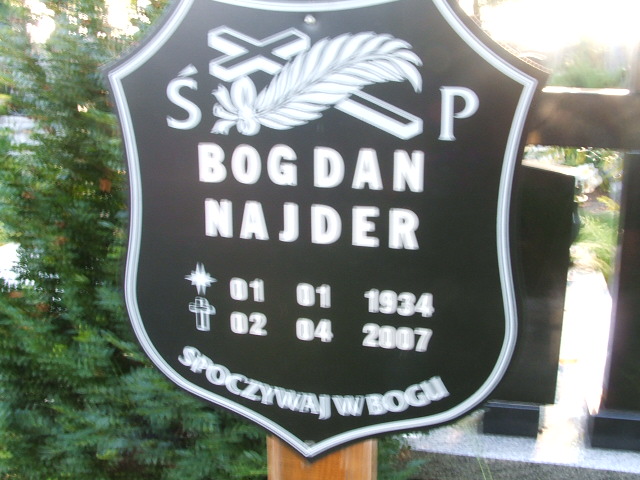 Ś P
BOGDAN
NAJDER
01 01 1934
02 04 2007
SPOCZYWAJ W BOGU